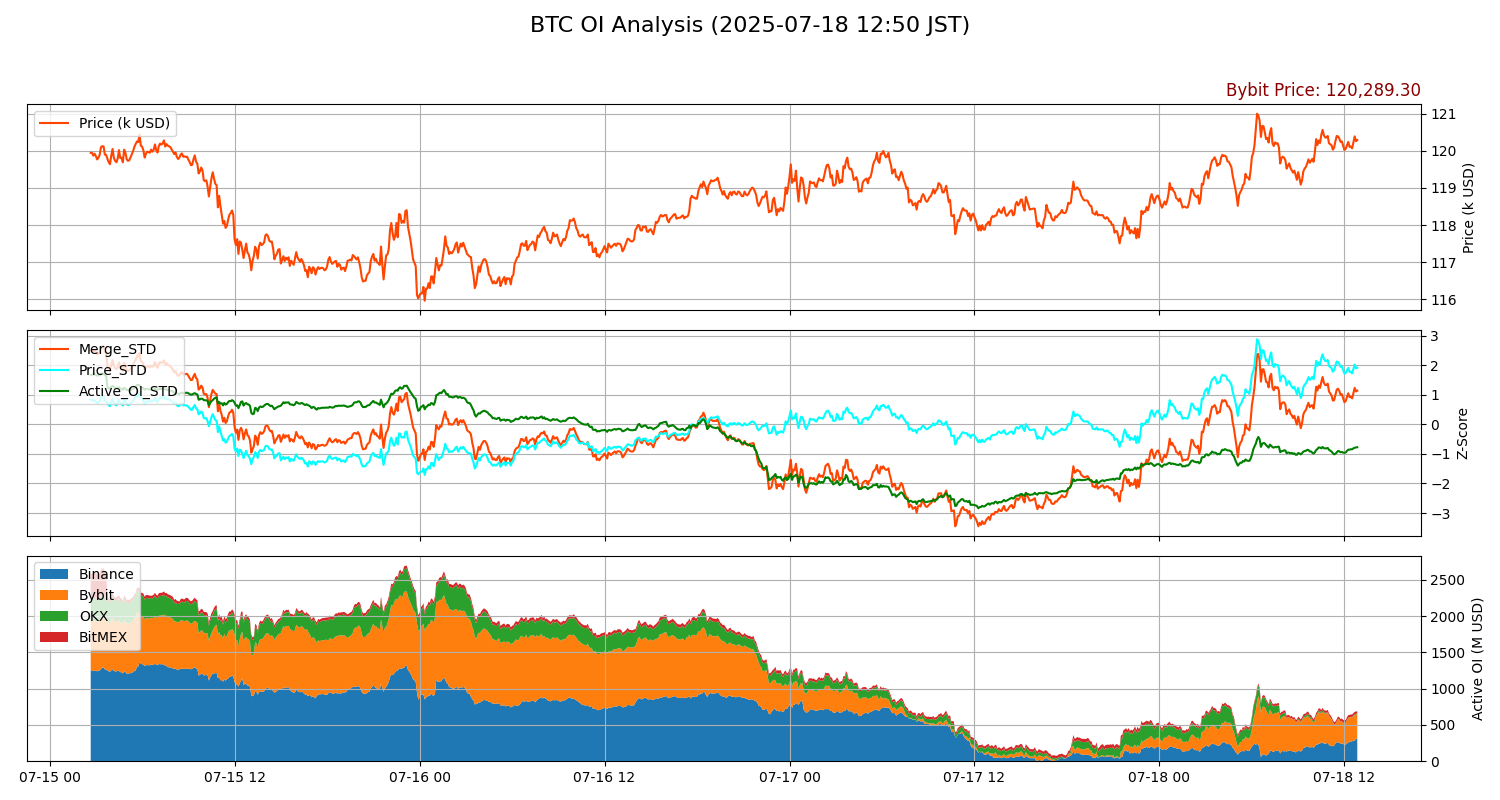 BTC OI Analysis (2025-07-18 12:50 JST)
Bybit Price: 120,289.30
Price (k USD)
121
120
119
118
117
116
Price (k USD)
Merge_STD
Price_STD
Active_OI_STD
3
2
1
0
−1
−2
−3
Z-Score
Binance
Bybit
OKX
BitMEX
2500
2000
1500
1000
500
0
Active OI (M USD)
07-15 00
07-15 12
07-16 00
07-16 12
07-17 00
07-17 12
07-18 00
07-18 12